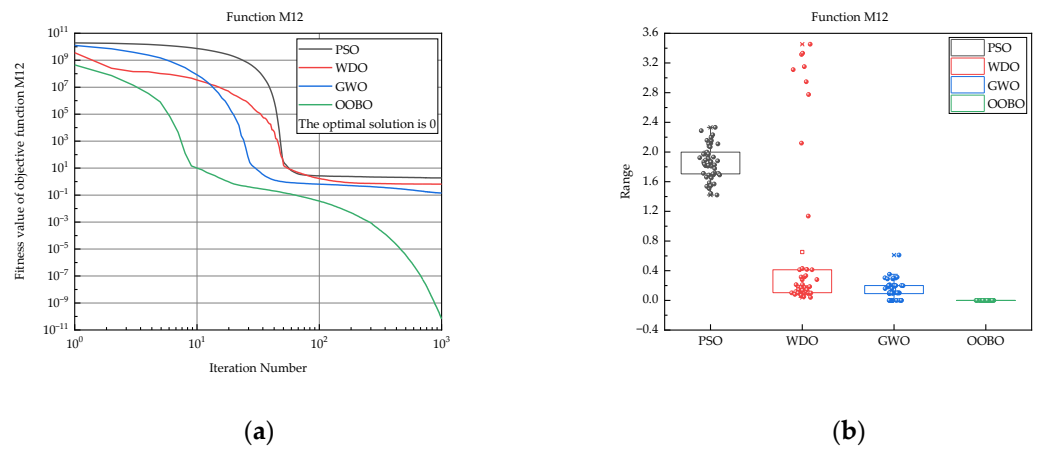 Function M12
Fitness value of objective function M12
10^11
10^9
10^7
10^5
10^3
10^1
10^-1
10^-3
10^-5
10^-7
10^-9
10^-11
PSO
WDO
GWO
OOBO
The optimal solution is 0
10^0
10^1
10^2
10^3
Iteration Number
(a)
Function M12
Range
3.6
3.2
2.8
2.4
2.0
1.6
1.2
0.8
0.4
0.0
−0.4
PSO
WDO
GWO
OOBO
PSO
WDO
GWO
OOBO
(b)